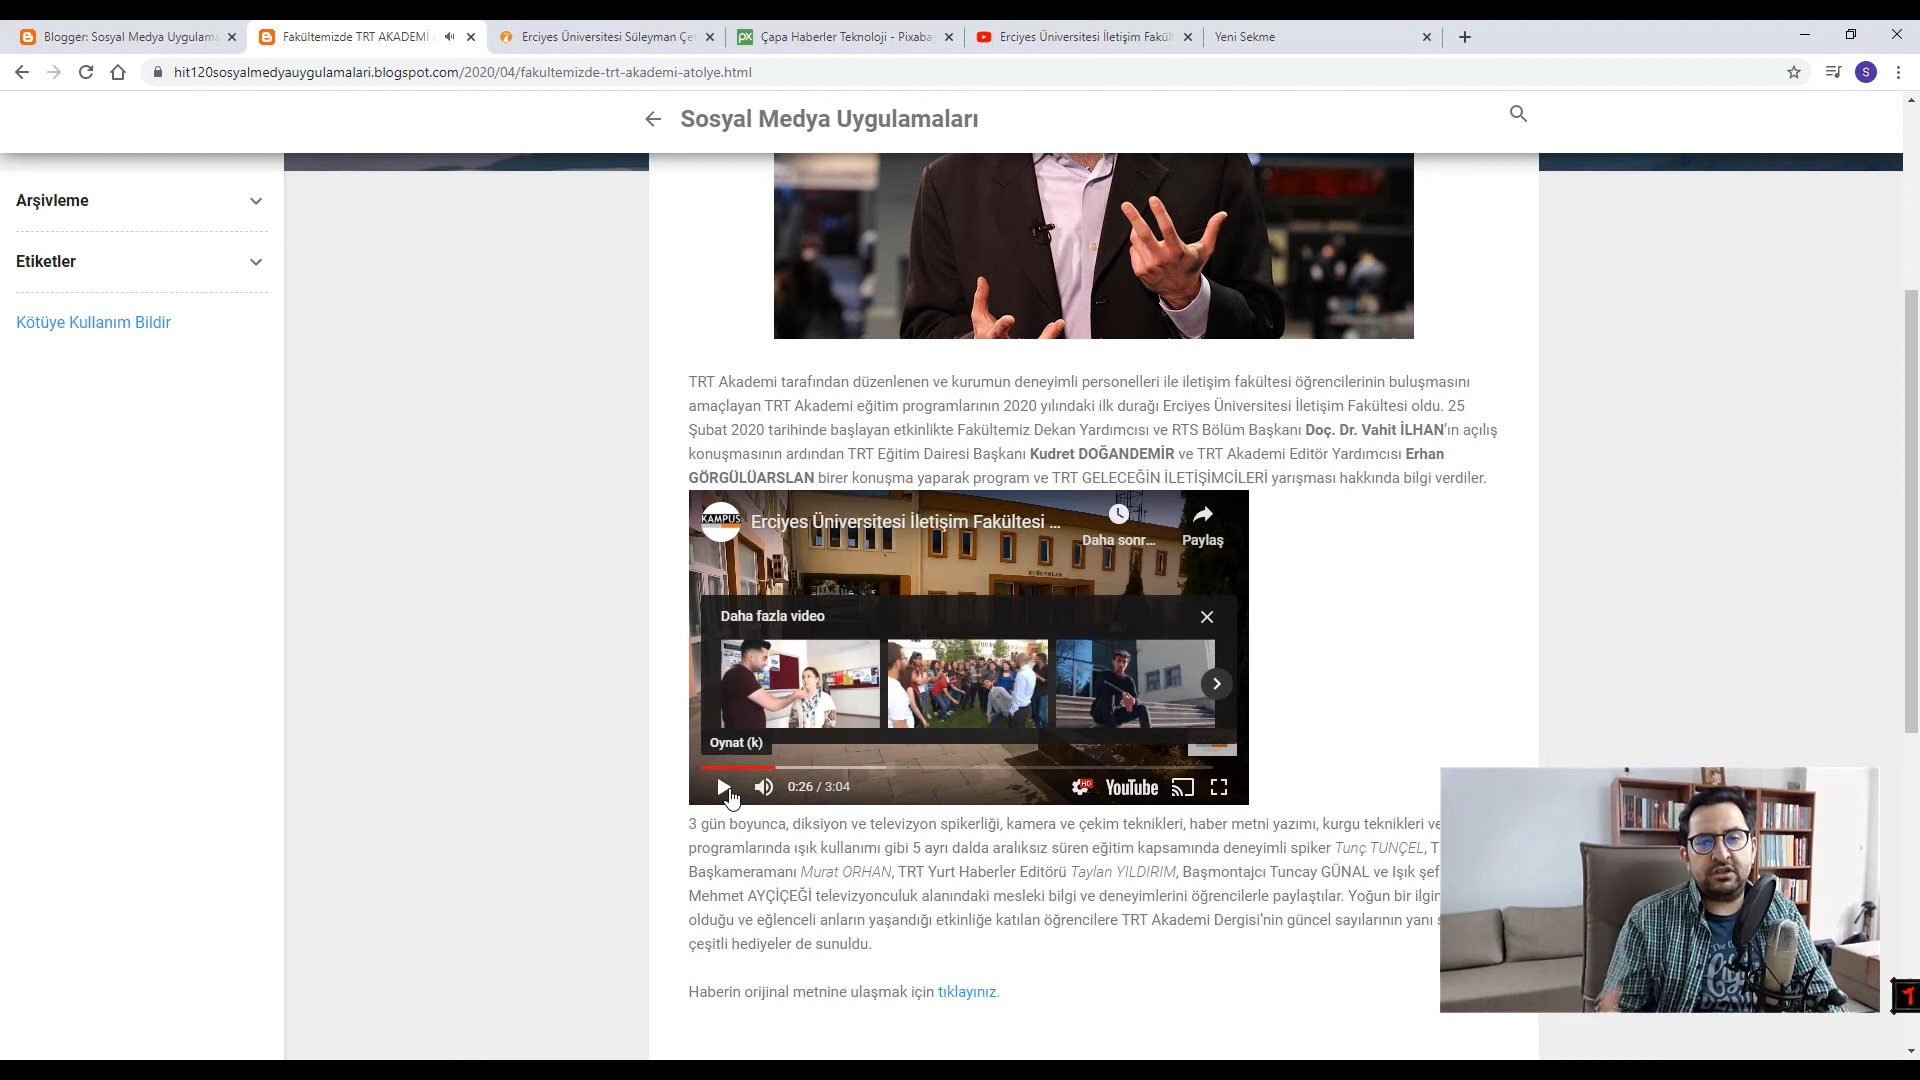 Blogger: Sosyal Medya Uygulama
Fakültemizde TRT AKADEMİ
Erciyes Üniversitesi Süleyman Çet
Çapa Haberler Teknoloji - Pixabay
Erciyes Üniversitesi İletişim Fakült
Yeni Sekme
hit120sosyalmedyauygulamalari.blogspot.com/2020/04/fakultemizde-trt-akademi-atolye.html
S
Sosyal Medya Uygulamaları
Arşivleme
Etiketler
Kötüye Kullanım Bildir
TRT Akademi tarafından düzenlenen ve kurumun deneyimli personelleri ile iletişim fakültesi öğrencilerinin buluşmasını
amaçlayan TRT Akademi eğitim programlarının 2020 yılındaki ilk durağı Erciyes Üniversitesi İletişim Fakültesi oldu. 25
Şubat 2020 tarihinde başlayan etkinlikte Fakültemiz Dekan Yardımcısı ve RTS Bölüm Başkanı Doç. Dr. Vahit İLHAN'ın açılış
konuşmasının ardından TRT Eğitim Dairesi Başkanı Kudret DOĞANDEMİR ve TRT Akademi Editör Yardımcısı Erhan
GÖRGÜLÜARSLAN birer konuşma yaparak program ve TRT GELECEĞİN İLETİŞİMCİLERİ yarışması hakkında bilgi verdiler.
KAMPUS
Erciyes Üniversitesi İletişim Fakültesi ...
Daha sonr...
Paylaş
Daha fazla video
Oynat (k)
0:26 / 3:04
HD
YouTube
3 gün boyunca, diksiyon ve televizyon spikerliği, kamera ve çekim teknikleri, haber metni yazımı, kurgu teknikleri ve
programlarında ışık kullanımı gibi 5 ayrı dalda aralıksız süren eğitim kapsamında deneyimli spiker Tunç TUNÇEL, T
Başkameramanı Murat ORHAN, TRT Yurt Haberler Editörü Taylan YILDIRIM, Başmontajcı Tuncay GÜNAL ve Işık şef
Mehmet AYÇİÇEĞİ televizyonculuk alanındaki mesleki bilgi ve deneyimlerini öğrencilerle paylaştılar. Yoğun bir ilgin
olduğu ve eğlenceli anların yaşandığı etkinliğe katılan öğrencilere TRT Akademi Dergisi'nin güncel sayılarının yanı s
çeşitli hediyeler de sunuldu.
Haberin orijinal metnine ulaşmak için tıklayınız.